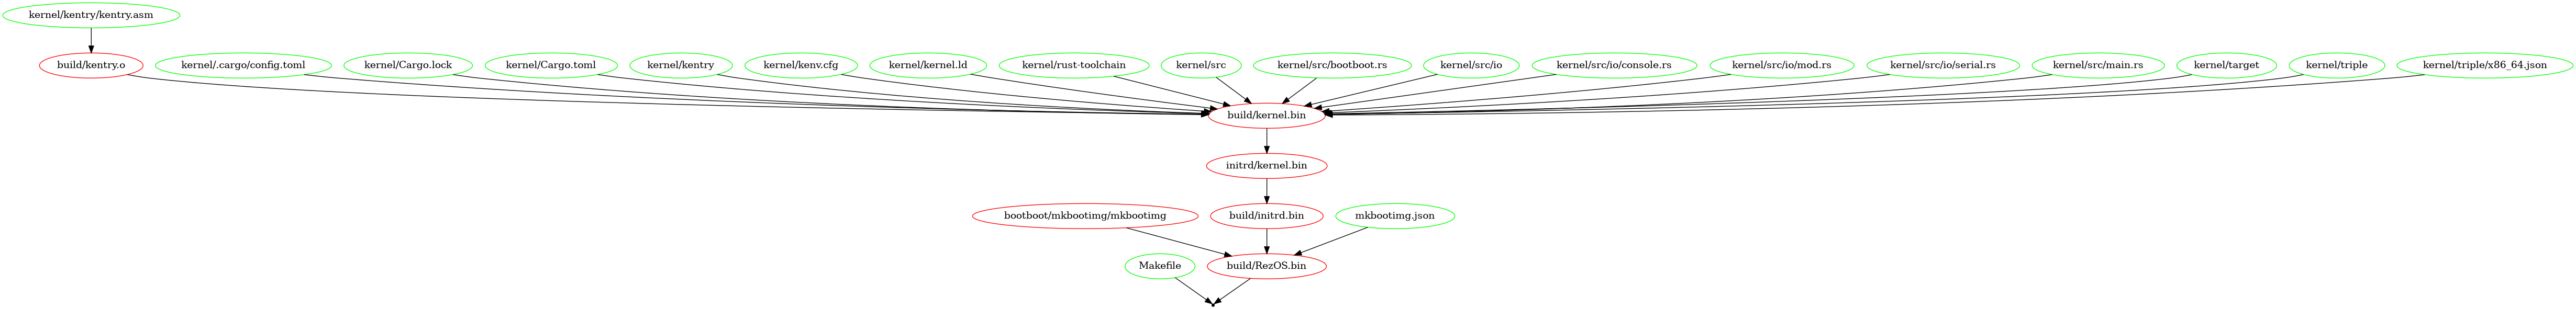 kernel/kentry/kentry.asm
build/kentry.o
kernel/.cargo/config.toml
kernel/Cargo.lock
kernel/Cargo.toml
kernel/kentry
kernel/kenv.cfg
kernel/kernel.ld
kernel/rust-toolchain
kernel/src
kernel/src/bootboot.rs
kernel/src/io
kernel/src/io/console.rs
kernel/src/io/mod.rs
kernel/src/io/serial.rs
kernel/src/main.rs
kernel/target
kernel/triple
kernel/triple/x86_64.json
build/kernel.bin
initrd/kernel.bin
bootboot/mkbootimg/mkbootimg
build/initrd.bin
mkbootimg.json
Makefile
build/RezOS.bin